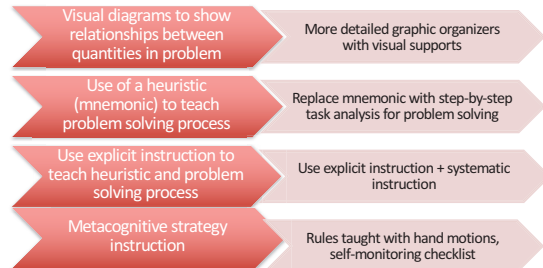 Visual diagrams to show
relationships between
quantities in problem
More detailed graphic organizers
with visual supports
Use of a heuristic
(mnemonic) to teach
problem solving process
Replace mnemonic with step-by-step
task analysis for problem solving
Use explicit instruction to
teach heuristic and problem
solving process
Use explicit instruction + systematic
instruction
Metacognitive strategy
instruction
Rules taught with hand motions,
self-monitoring checklist